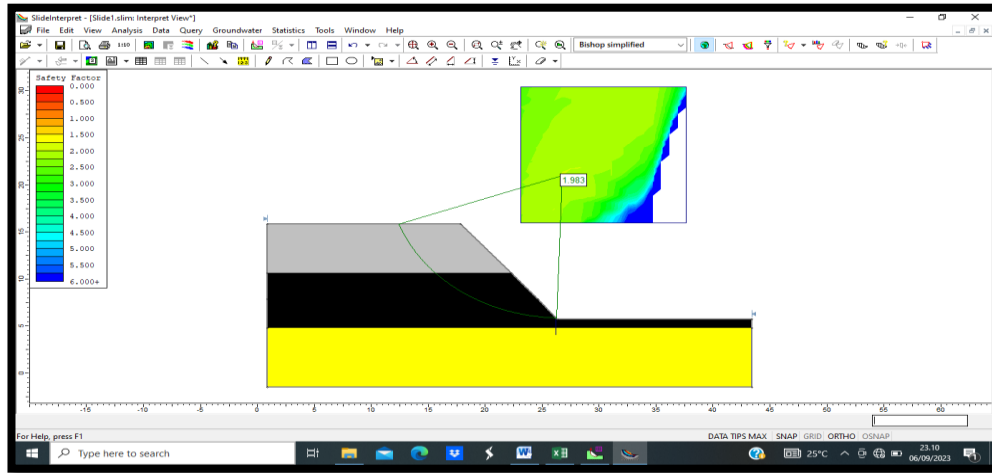 SlideInterpret - [Slide1.slim: Interpret View*]
File Edit View Analysis Data Query Groundwater Statistics Tools Window Help
1:10 Bishop simplified
Safety Factor
0.000
0.500
1.000
1.500
2.000
2.500
3.000
3.500
4.000
4.500
5.000
5.500
6.000+
1.983
30
25
20
15
10
5
0
-15 -10 -5 0 5 10 15 20 25 30 35 40 45 50 55 60
For Help, press F1
DATA TIPS MAX SNAP GRID ORTHO OSNAP
Type here to search
25°C
23.10
06/09/2023